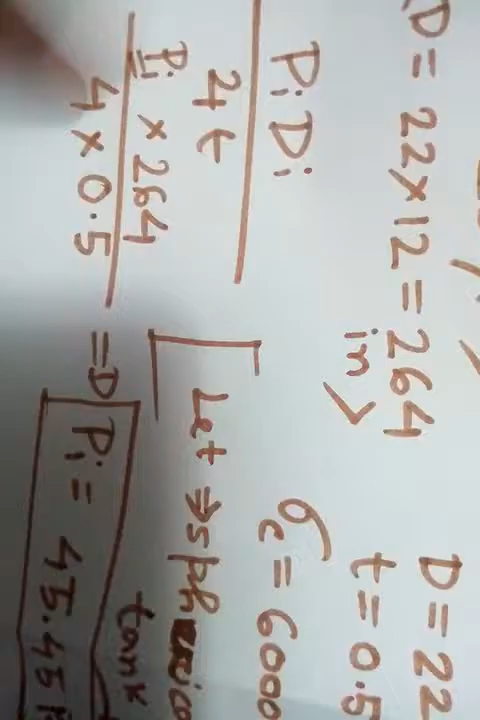 D = 22×12 = 264 in>
D = 22
t = 0.5
PiDi
4t
σc = 6000
Let ⇒ spheric
tank
Pi × 264
4 × 0.5
⇒ Pi = 45.45